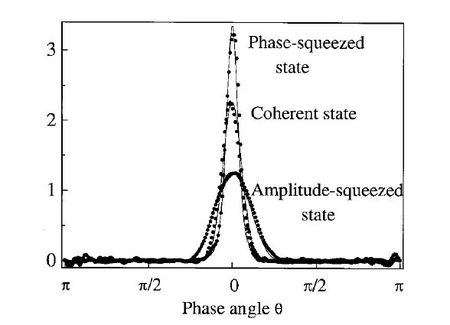 3
Phase-squeezed
state
2
Coherent state
1
Amplitude-squeezed
state
0
π π/2 0 π/2 π
Phase angle θ